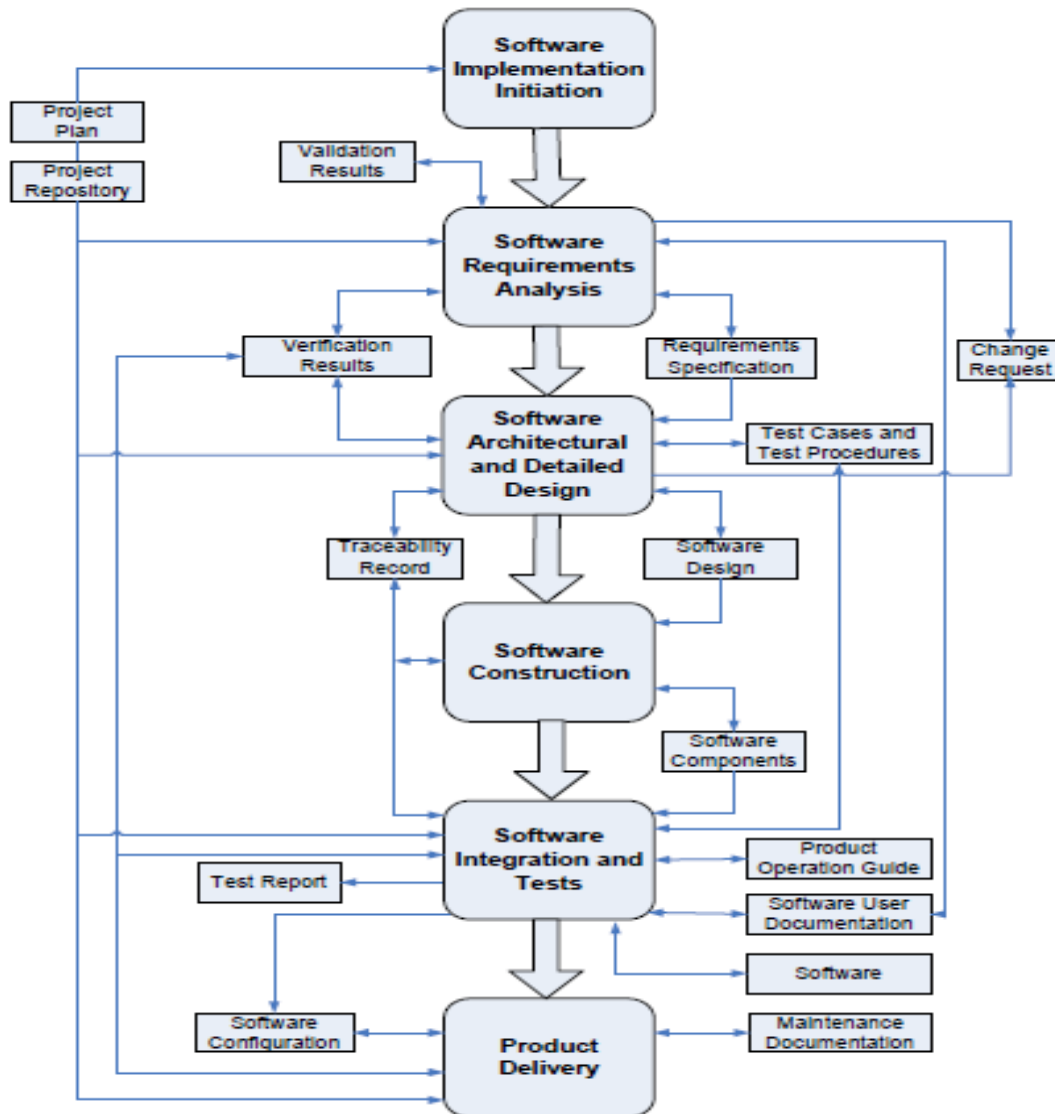 Software
Implementation
Initiation
Project
Plan
Validation
Results
Project
Repository
Software
Requirements
Analysis
Verification
Results
Requirements
Specification
Change
Request
Software
Architectural
and Detailed
Design
Test Cases and
Test Procedures
Traceability
Record
Software
Design
Software
Construction
Software
Components
Software
Integration and
Tests
Product
Operation Guide
Test Report
Software User
Documentation
Software
Software
Configuration
Product
Delivery
Maintenance
Documentation